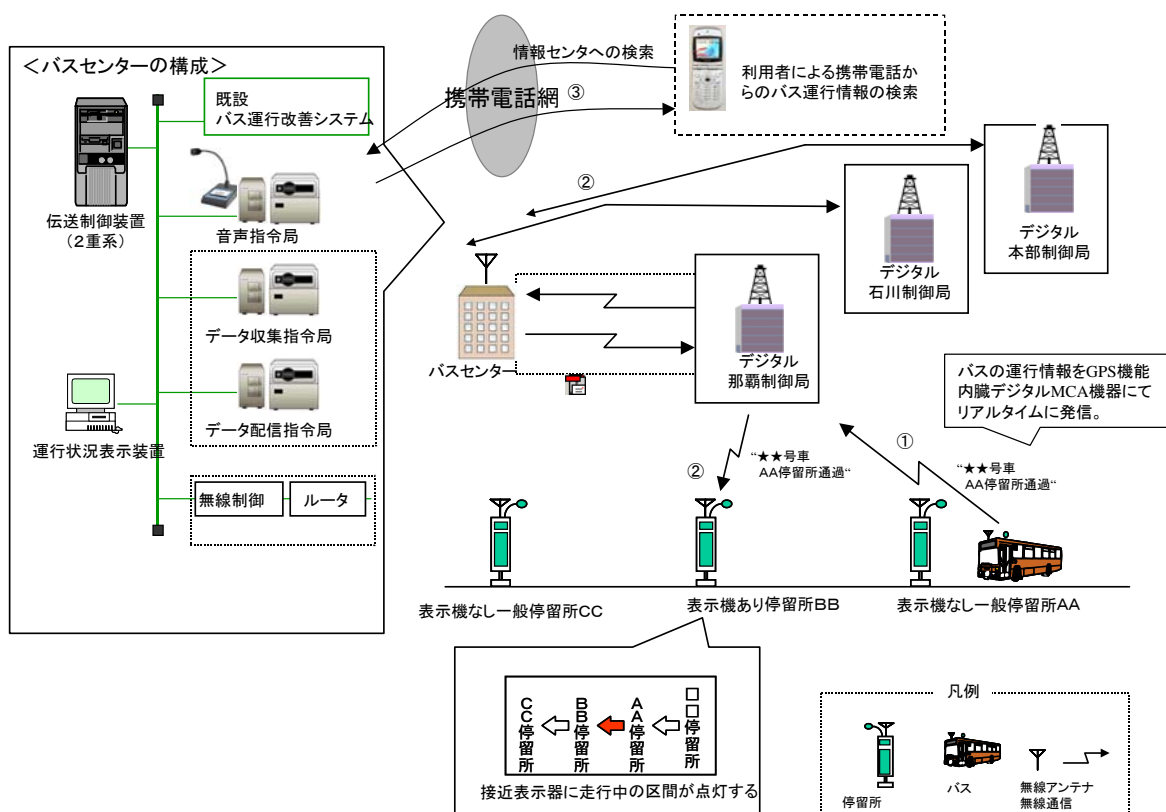 ＜バスセンターの構成＞
既設
バス運行改善システム
伝送制御装置
（２重系）
音声指令局
データ収集指令局
データ配信指令局
運行状況表示装置
無線制御
ルータ
情報センタへの検索
携帯電話網
③
利用者による携帯電話か
らのバス運行情報の検索
②
デジタル
本部制御局
デジタル
石川制御局
デジタル
那覇制御局
バスセンター
バスの運行情報をGPS機能
内臓デジタルMCA機器にて
リアルタイムに発信。
①
“★★号車
AA停留所通過“
②
“★★号車
AA停留所通過“
表示機なし一般停留所CC
表示機あり停留所BB
表示機なし一般停留所AA
ＣＣ停留所
ＢＢ停留所
ＡＡ停留所
□□停留所
接近表示器に走行中の区間が点灯する
凡例
停留所
バス
無線アンテナ
無線通信